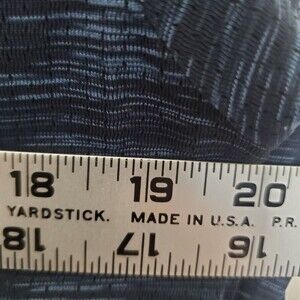 18 19 20
YARDSTICK. MADE IN U.S.A. P.R.
18 17 16